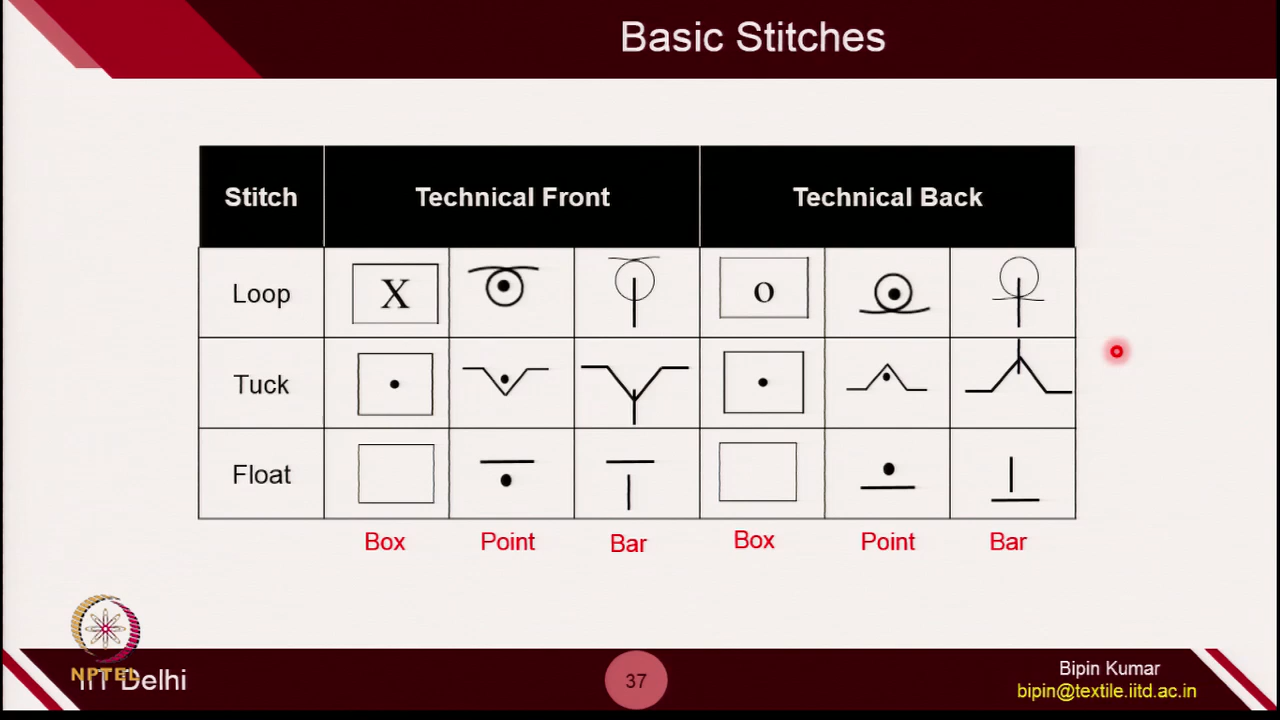 Basic Stitches
Stitch Technical Front Technical Back
Loop X o
Tuck
Float
Box Point Bar Box Point Bar
NPTEL
IIT Delhi
37
Bipin Kumar
bipin@textile.iitd.ac.in